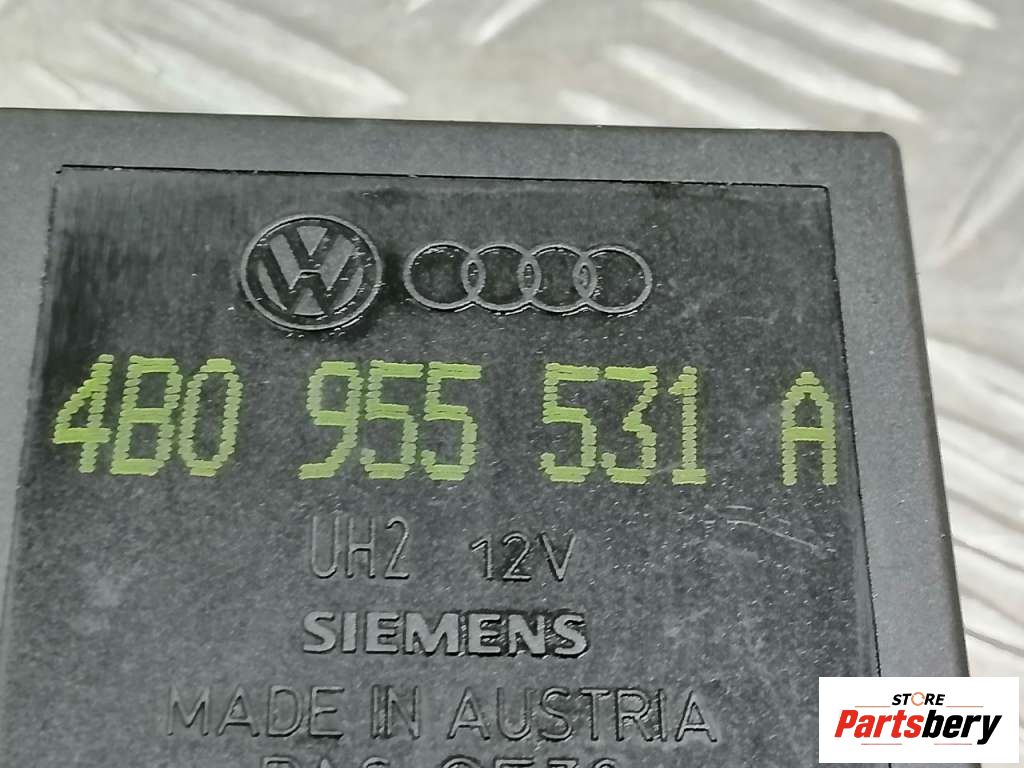 4B0 955 531 A
UH2 12V
SIEMENS
MADE IN AUSTRIA
STORE
Partsbery